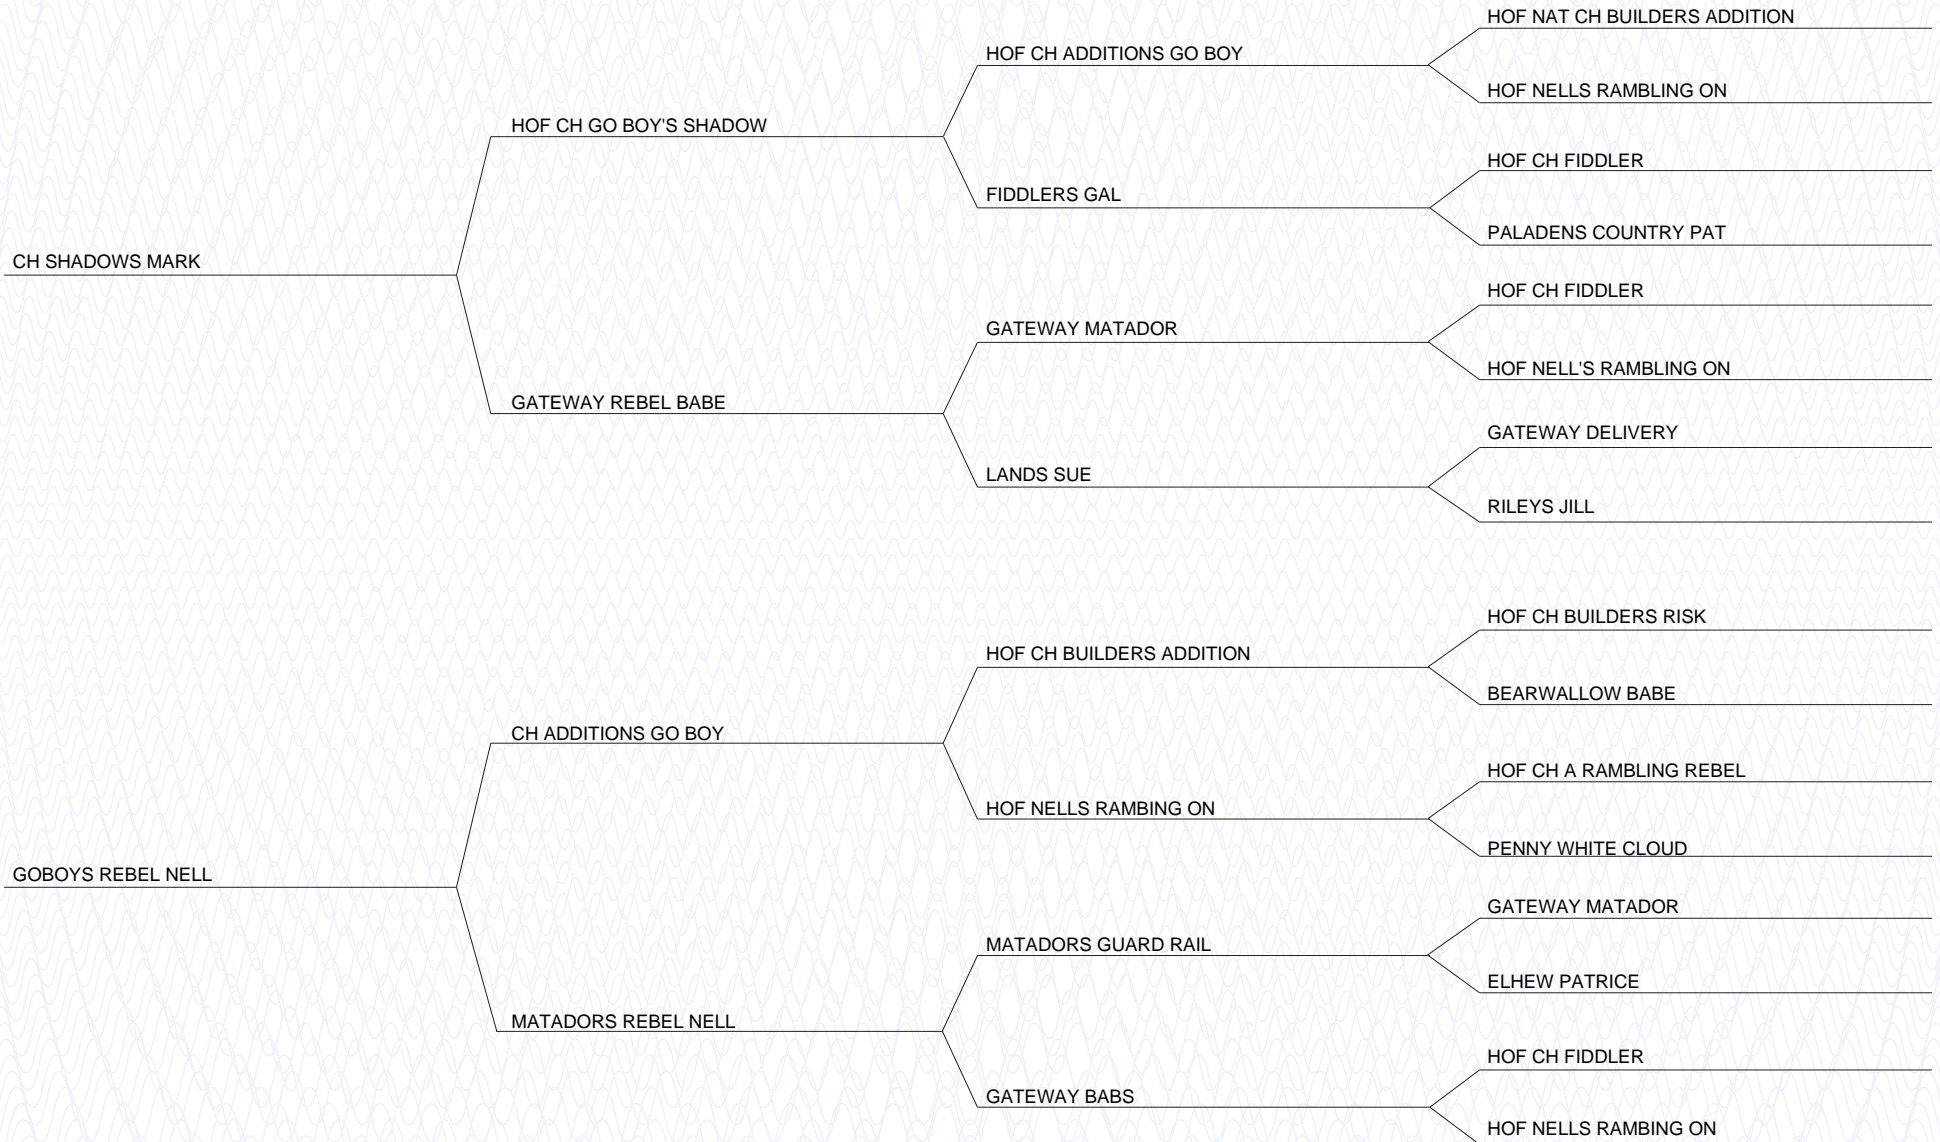 HOF NAT CH BUILDERS ADDITION
HOF CH ADDITIONS GO BOY
HOF NELLS RAMBLING ON
HOF CH GO BOY'S SHADOW
HOF CH FIDDLER
FIDDLERS GAL
PALADENS COUNTRY PAT
CH SHADOWS MARK
HOF CH FIDDLER
GATEWAY MATADOR
HOF NELL'S RAMBLING ON
GATEWAY REBEL BABE
GATEWAY DELIVERY
LANDS SUE
RILEYS JILL
HOF CH BUILDERS RISK
HOF CH BUILDERS ADDITION
BEARWALLOW BABE
CH ADDITIONS GO BOY
HOF CH A RAMBLING REBEL
HOF NELLS RAMBING ON
PENNY WHITE CLOUD
GOBOYS REBEL NELL
GATEWAY MATADOR
MATADORS GUARD RAIL
ELHEW PATRICE
MATADORS REBEL NELL
HOF CH FIDDLER
GATEWAY BABS
HOF NELLS RAMBING ON